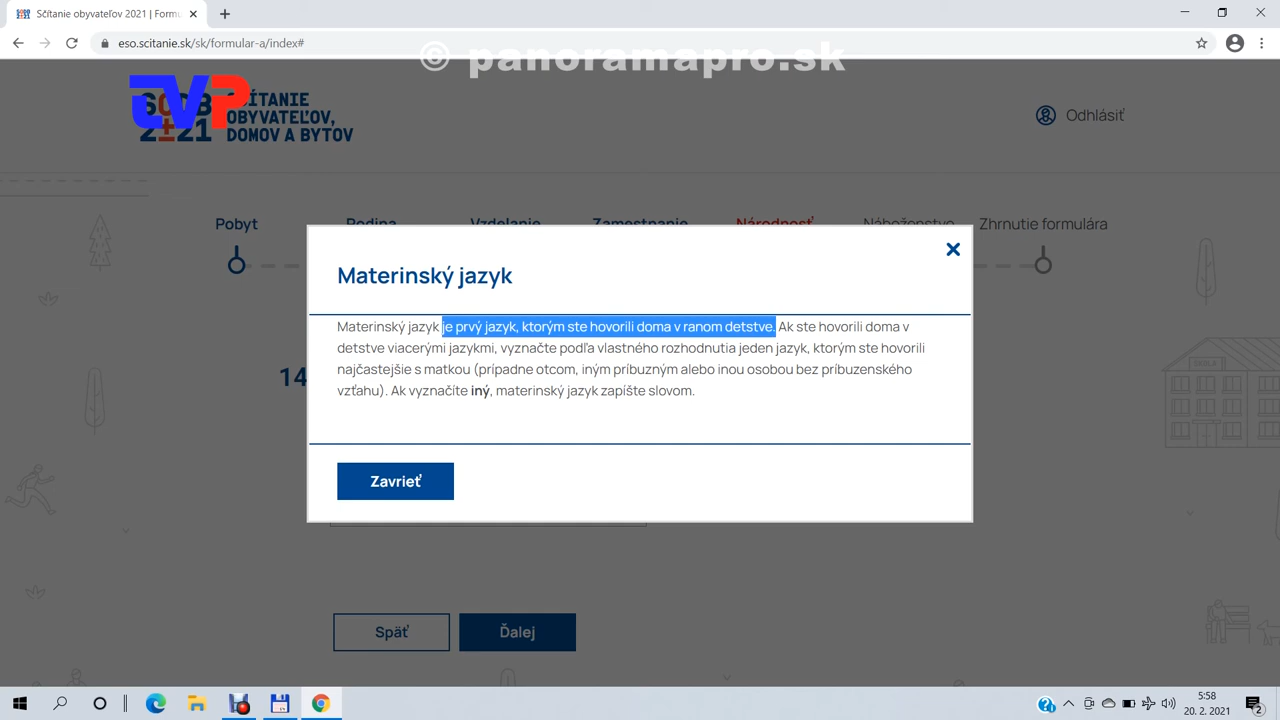 Sčítanie obyvateľov 2021 | Formu
eso.scitanie.sk/sk/formular-a/index#
© panoramapro.sk
TVP
SČÍTANIE
OBYVATEĽOV,
DOMOV A BYTOV
Odhlásiť
Pobyt
Rodina
Vzdelanie
Zamestnanie
Národnosť
Náboženstvo
Zhrnutie formulára
Materinský jazyk
Materinský jazyk je prvý jazyk, ktorým ste hovorili doma v ranom detstve. Ak ste hovorili doma v
detstve viacerými jazykmi, vyznačte podľa vlastného rozhodnutia jeden jazyk, ktorým ste hovorili
najčastejšie s matkou (prípadne otcom, iným príbuzným alebo inou osobou bez príbuzenského
vzťahu). Ak vyznačíte iný, materinský jazyk zapíšte slovom.
14
Zavrieť
Späť
Ďalej
5:58
20. 2. 2021
2